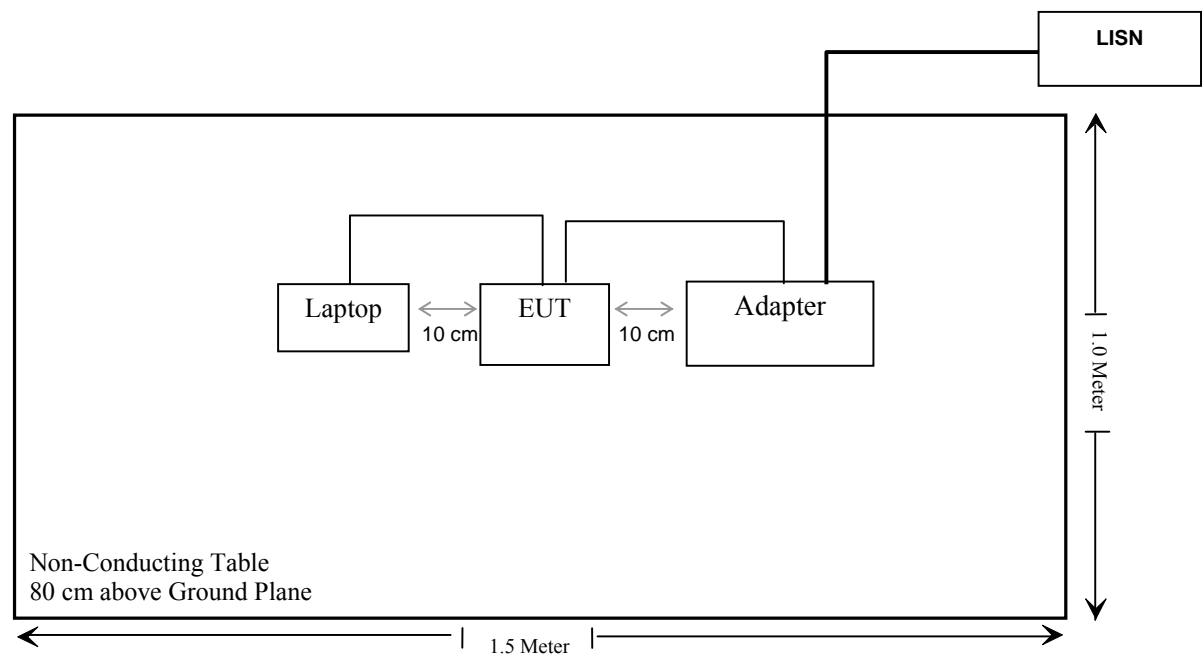 LISN
Laptop
EUT
Adapter
10 cm
10 cm
1.0 Meter
Non-Conducting Table
80 cm above Ground Plane
1.5 Meter